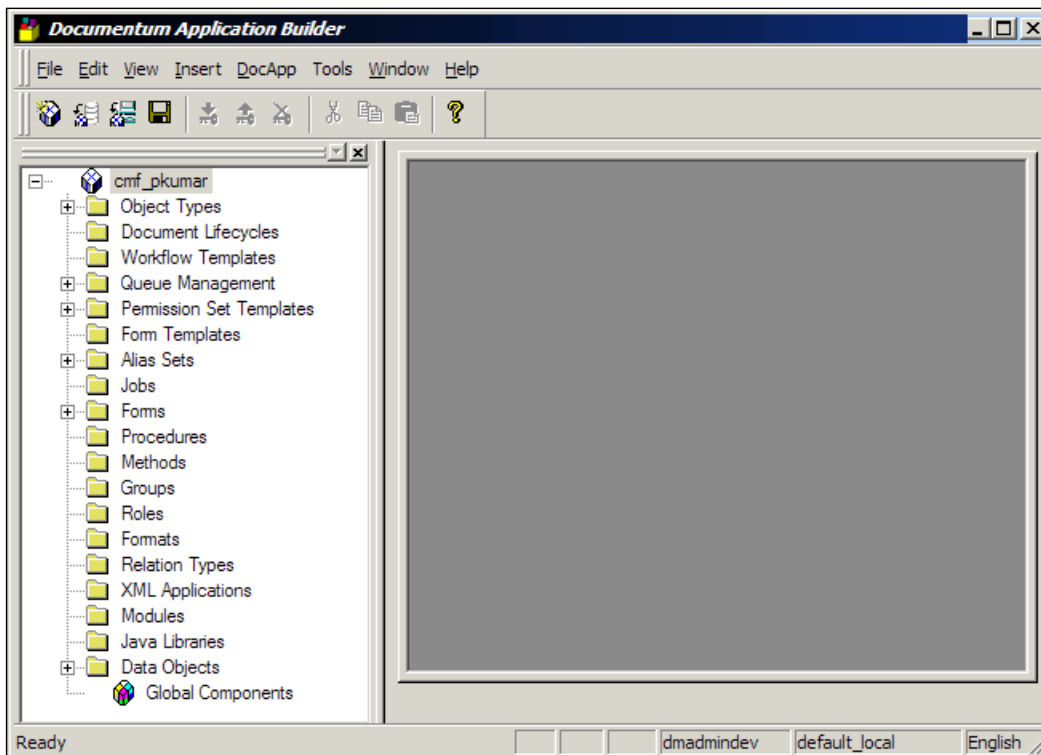 Documentum Application Builder
File Edit View Insert DocApp Tools Window Help
cmf_pkumar
Object Types
Document Lifecycles
Workflow Templates
Queue Management
Permission Set Templates
Form Templates
Alias Sets
Jobs
Forms
Procedures
Methods
Groups
Roles
Formats
Relation Types
XML Applications
Modules
Java Libraries
Data Objects
Global Components
Ready dmadmindev default_local English